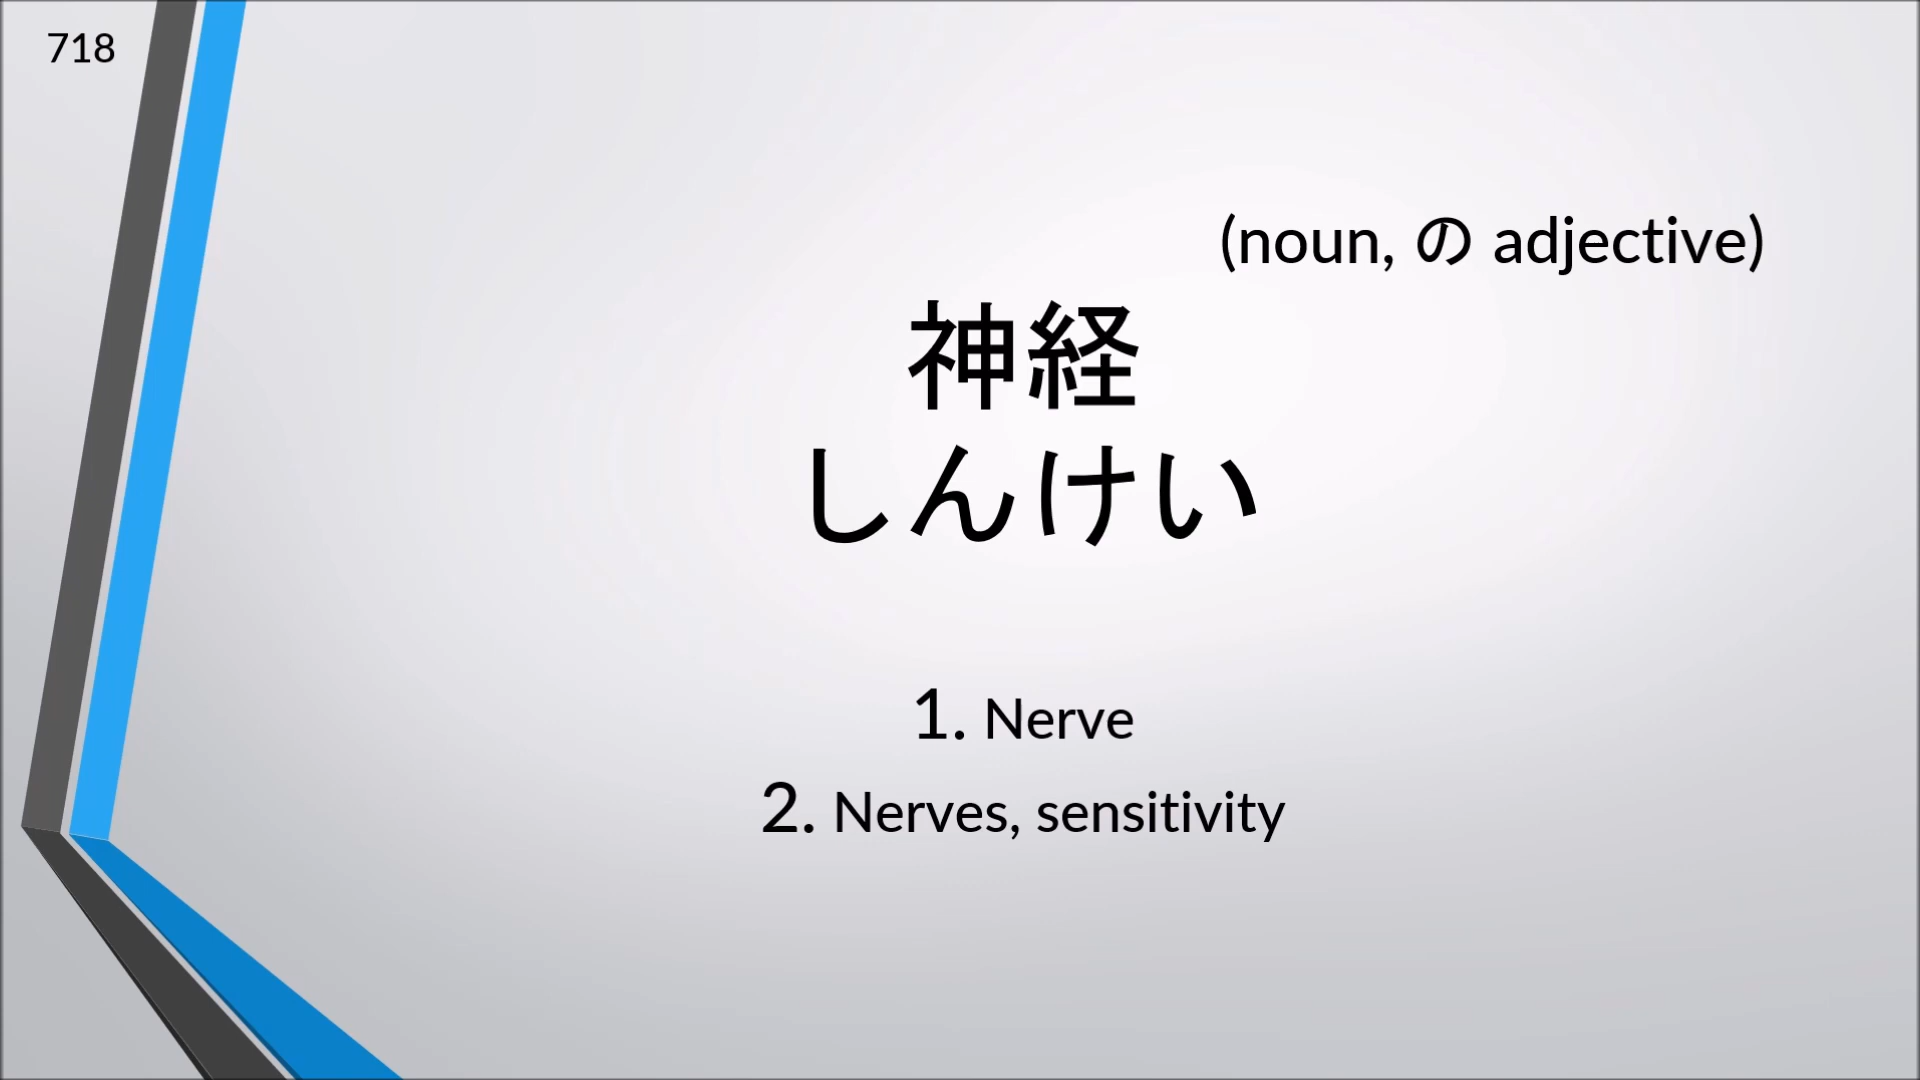 718
(noun, の adjective)
神経
しんけい
1. Nerve
2. Nerves, sensitivity